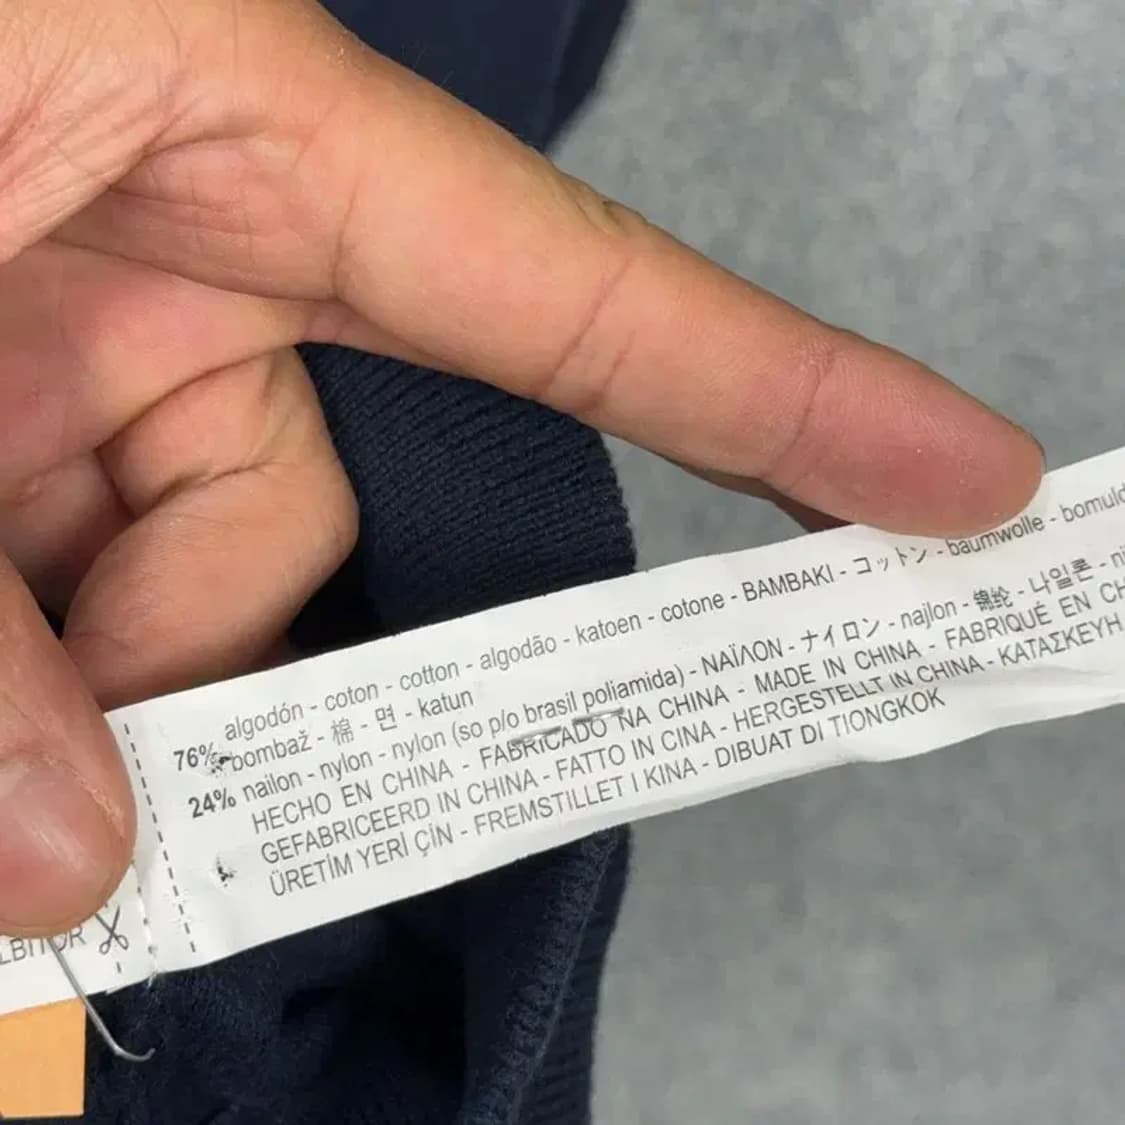 76% algodón - coton - cotton - algodão - katoen - cotone - BAMBAKI - コットン - baumwolle - bomuld
bombaž - 棉 - 면 - katun
24% nailon - nylon - nylon (so p/o brasil poliamida) - NAÏΛON - ナイロン - najlon - 锦纶 - 나일론 -
HECHO EN CHINA - FABRICADO NA CHINA - MADE IN CHINA - FABRIQUÉ EN CH
GEFABRICEERD IN CHINA - FATTO IN CINA - HERGESTELLT IN CHINA - ΚΑΤΑΣΚΕΥΗ
ÜRETİM YERİ ÇİN - FREMSTILLET I KINA - DIBUAT DI TIONGKOK